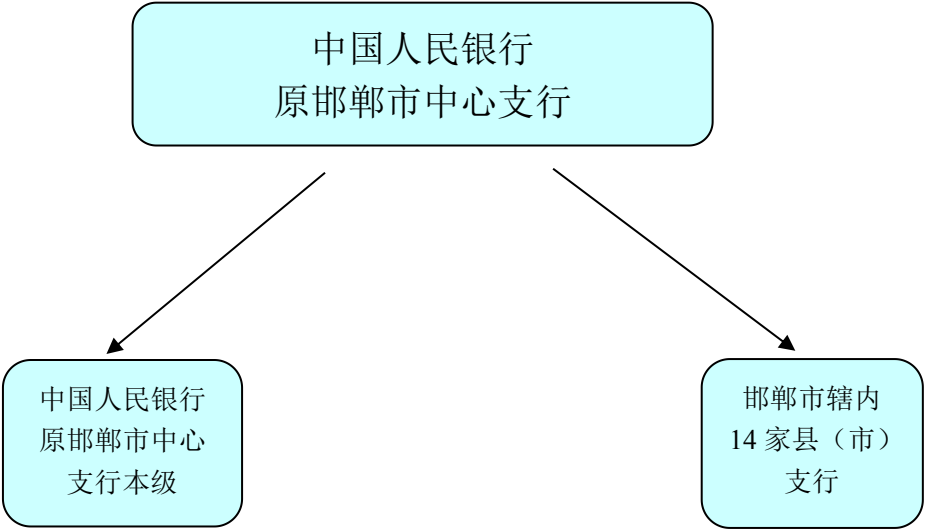 中国人民银行
原邯郸市中心支行
中国人民银行
原邯郸市中心
支行本级
邯郸市辖内
14 家县（市）
支行